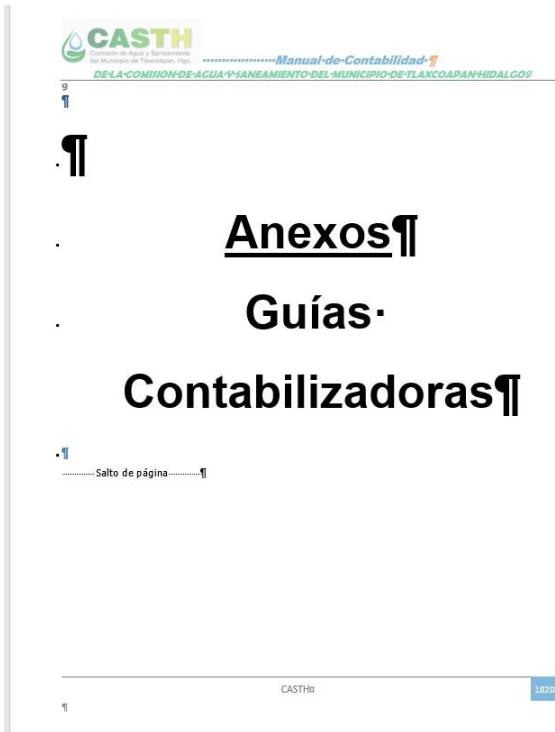 CASTH
Comisión de Agua y Saneamiento
del Municipio de Tlaxcoapan, Hgo.
Manual·de·Contabilidad·¶
DE·LA·COMISION·DE·AGUA·Y·SANEAMIENTO·DEL·MUNICIPIO·DE·TLAXCOAPAN·HIDALGO
¶
¶
Anexos¶
Guías·
Contabilizadoras¶
¶
Salto de página¶
CASTH¤
182¤
¶